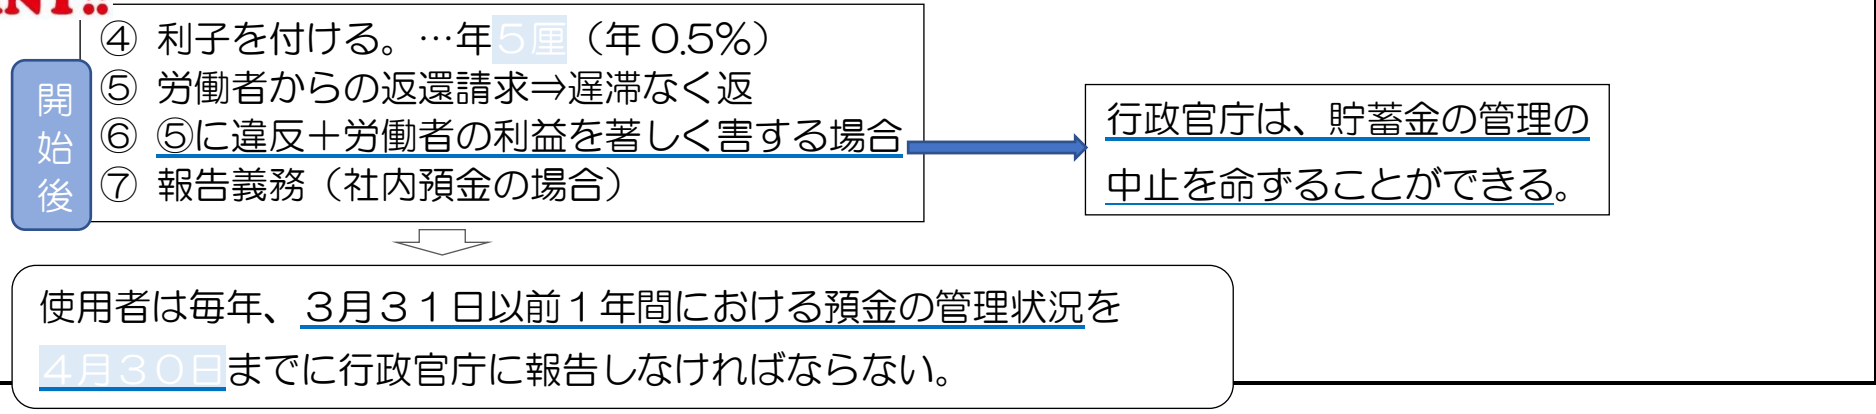 ④ 利子を付ける。…年５厘（年0.5％）
⑤ 労働者からの返還請求⇒遅滞なく返
⑥ ⑤に違反＋労働者の利益を著しく害する場合
⑦ 報告義務（社内預金の場合）
開始後
行政官庁は、貯蓄金の管理の
中止を命ずることができる。
使用者は毎年、３月３１日以前１年間における預金の管理状況を
４月３０日までに行政官庁に報告しなければならない。